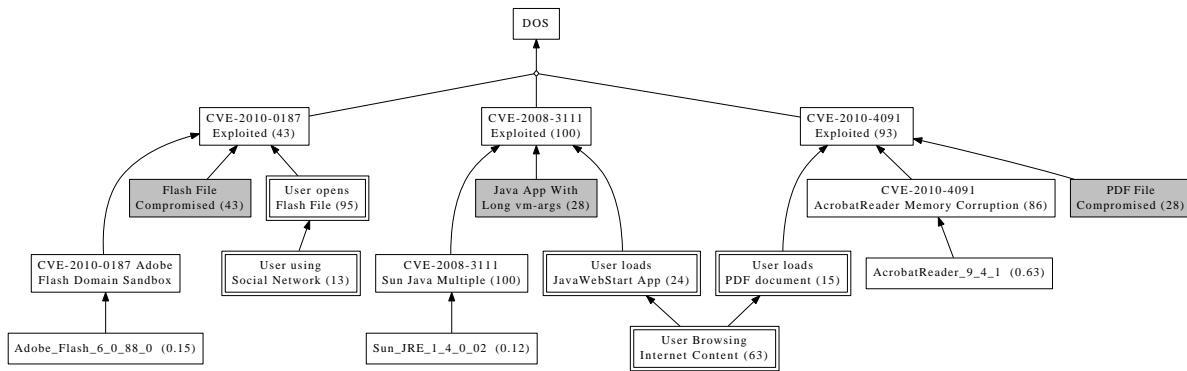 DOS
CVE-2010-0187
Exploited (43)
CVE-2008-3111
Exploited (100)
CVE-2010-4091
Exploited (93)
Flash File
Compromised (43)
User opens
Flash File (95)
Java App With
Long vm-args (28)
CVE-2010-4091
AcrobatReader Memory Corruption (86)
PDF File
Compromised (28)
CVE-2010-0187 Adobe
Flash Domain Sandbox
User using
Social Network (13)
CVE-2008-3111
Sun Java Multiple (100)
User loads
JavaWebStart App (24)
User loads
PDF document (15)
AcrobatReader_9_4_1 (0.63)
Adobe_Flash_6_0_88_0 (0.15)
Sun_JRE_1_4_0_02 (0.12)
User Browsing
Internet Content (63)